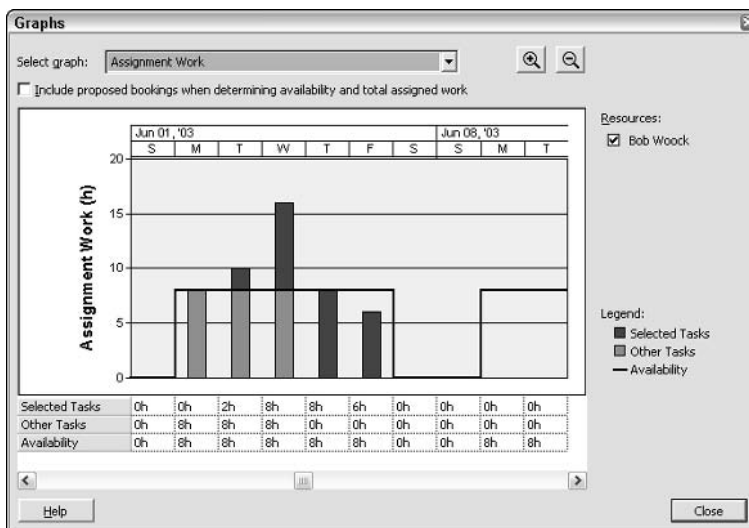 Graphs
Select graph: Assignment Work
Include proposed bookings when determining availability and total assigned work
Resources:
Bob Woock
Jun 01, '03 Jun 08, '03
S M T W T F S S M T
Assignment Work (h)
20
15
10
5
0
Legend:
Selected Tasks
Other Tasks
Availability
Selected Tasks 0h 0h 2h 8h 8h 6h 0h 0h 0h 0h
Other Tasks 0h 8h 8h 8h 0h 0h 0h 0h 0h 0h
Availability 0h 8h 8h 8h 8h 8h 0h 0h 8h 8h
Help Close